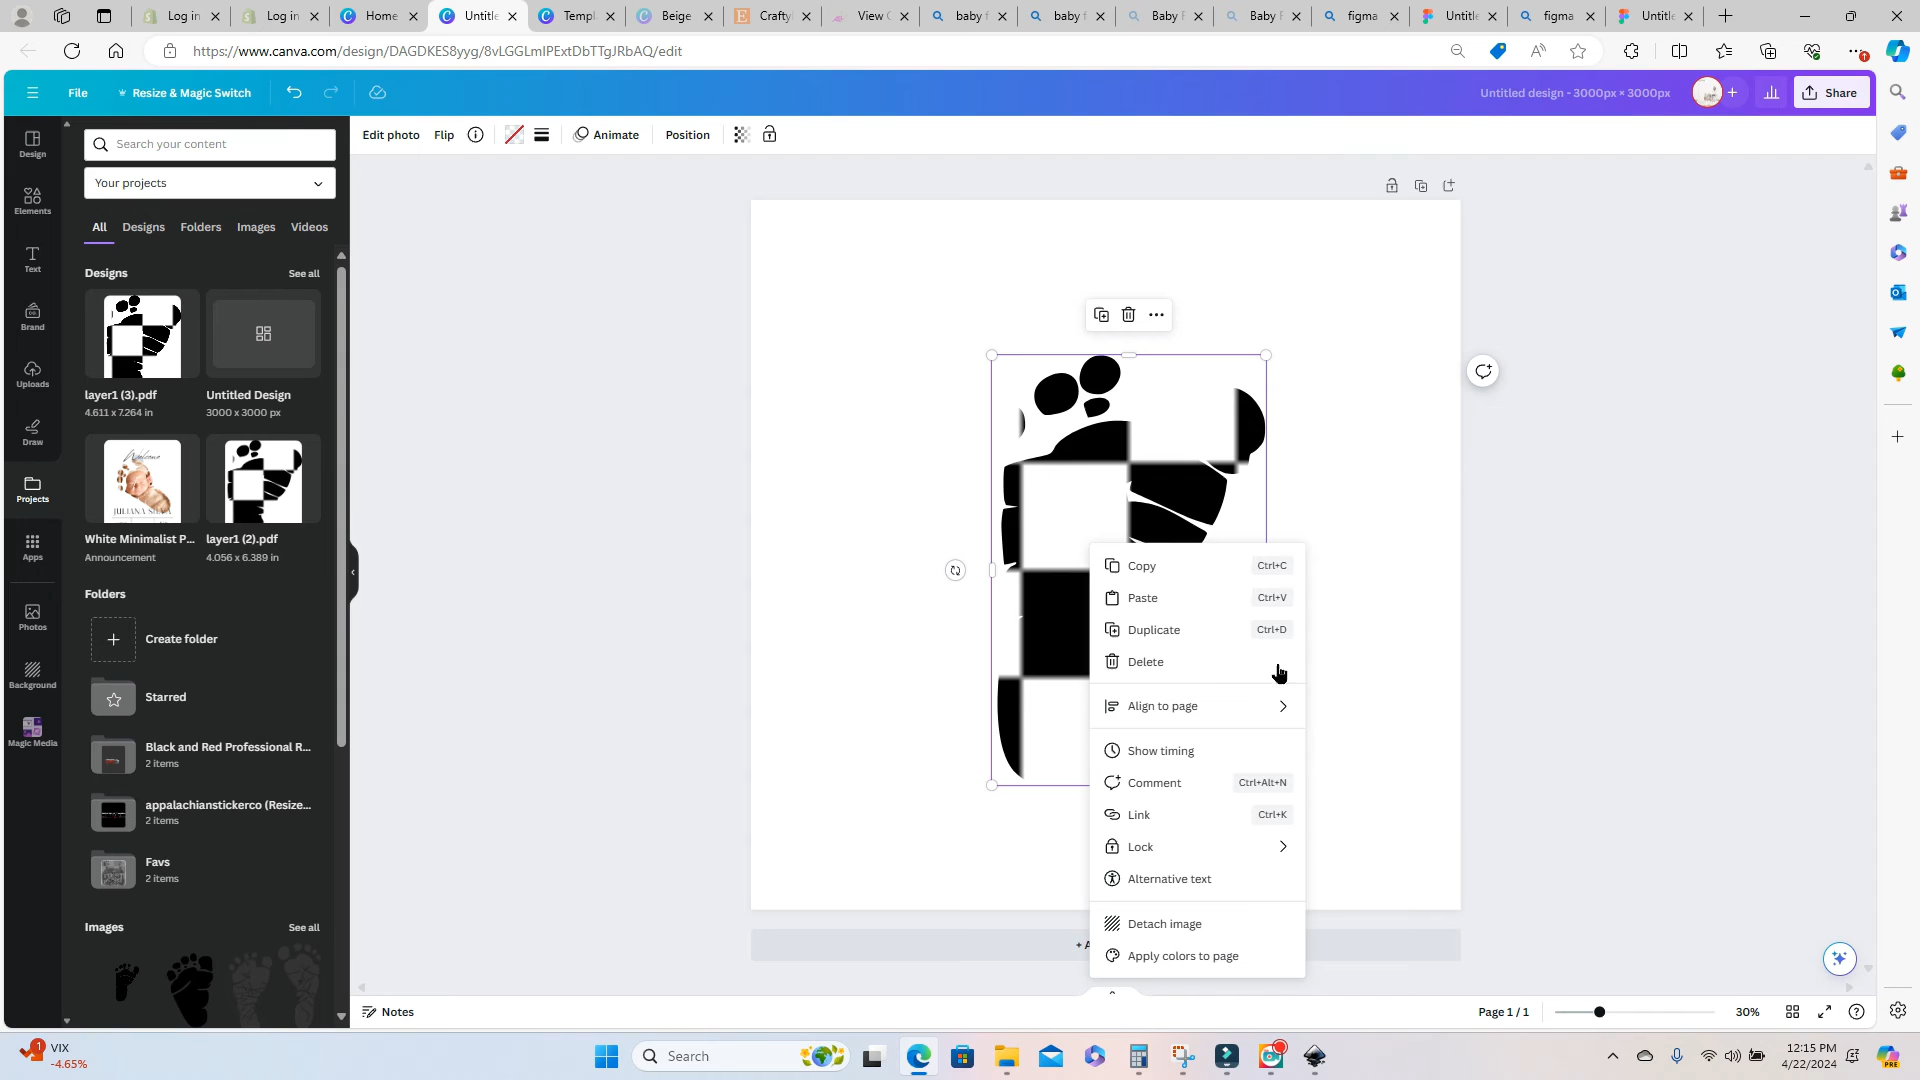 Log in
Log in
Home
Untitle
Templ
Beige
Crafty
View C
baby f
baby f
Baby F
Baby F
figma
Untitle
figma
Untitle
https://www.canva.com/design/DAGDKES8yyg/8vLGGLmIPExtDbTTgJRbAQ/edit
File
Resize & Magic Switch
Untitled design - 3000px × 3000px
Share
Design
Elements
Text
Brand
Uploads
Draw
Projects
Apps
Photos
Background
Magic Media
Search your content
Your projects
All Designs Folders Images Videos
Designs See all
layer1 (3).pdf
4.611 x 7.264 in
Untitled Design
3000 x 3000 px
Welcome
White Minimalist P...
Announcement
layer1 (2).pdf
4.056 x 6.389 in
Folders
Create folder
Starred
Black and Red Professional R...
2 items
appalachianstickerco (Resize...
2 items
Favs
2 items
Images See all
Edit photo Flip Animate Position
Copy Ctrl+C
Paste Ctrl+V
Duplicate Ctrl+D
Delete
Align to page
Show timing
Comment Ctrl+Alt+N
Link Ctrl+K
Lock
Alternative text
Detach image
Apply colors to page
+ A
Notes
Page 1 / 1
30%
1
VIX
-4.65%
Search
12:15 PM
4/22/2024
PRE